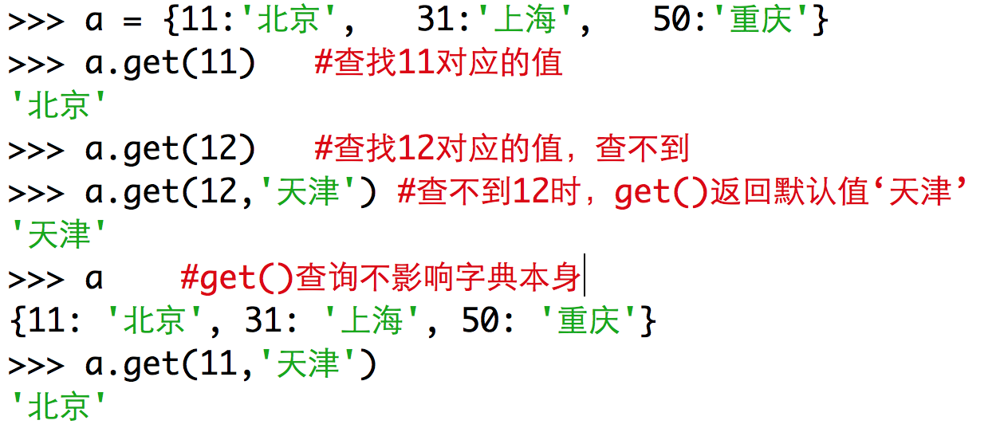 >>> a = {11:'北京',   31:'上海',   50:'重庆'}
>>> a.get(11)   #查找11对应的值
'北京'
>>> a.get(12)   #查找12对应的值，查不到
>>> a.get(12,'天津') #查不到12时，get()返回默认值‘天津’
'天津'
>>> a    #get()查询不影响字典本身
{11: '北京', 31: '上海', 50: '重庆'}
>>> a.get(11,'天津')
'北京'